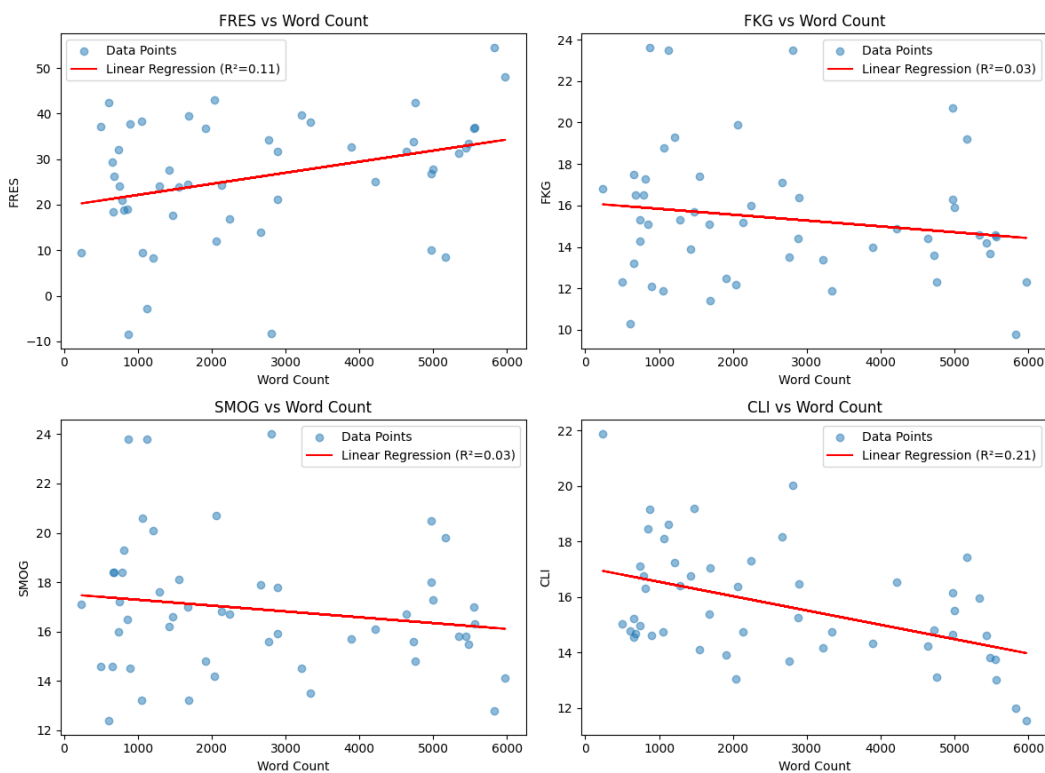 FRES vs Word Count
Data Points
Linear Regression (R²=0.11)
50
40
30
20
10
0
−10
FRES
0 1000 2000 3000 4000 5000 6000
Word Count
FKG vs Word Count
Data Points
Linear Regression (R²=0.03)
24
22
20
18
16
14
12
10
FKG
0 1000 2000 3000 4000 5000 6000
Word Count
SMOG vs Word Count
Data Points
Linear Regression (R²=0.03)
24
22
20
18
16
14
12
SMOG
0 1000 2000 3000 4000 5000 6000
Word Count
CLI vs Word Count
Data Points
Linear Regression (R²=0.21)
22
20
18
16
14
12
CLI
0 1000 2000 3000 4000 5000 6000
Word Count